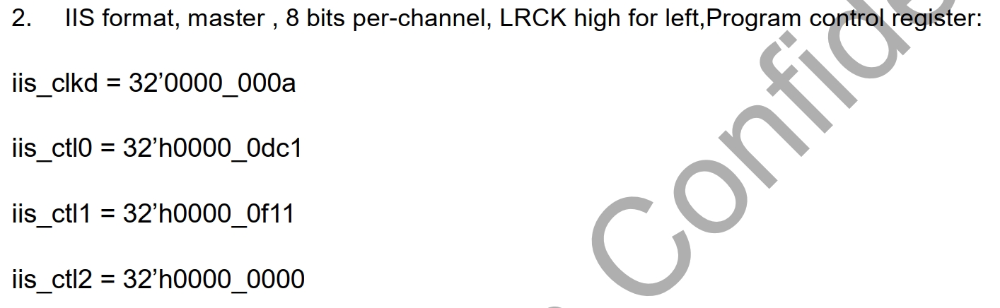 2. IIS format, master , 8 bits per-channel, LRCK high for left,Program control register:
iis_clkd = 32’0000_000a
iis_ctl0 = 32’h0000_0dc1
iis_ctl1 = 32’h0000_0f11
iis_ctl2 = 32’h0000_0000
Confide